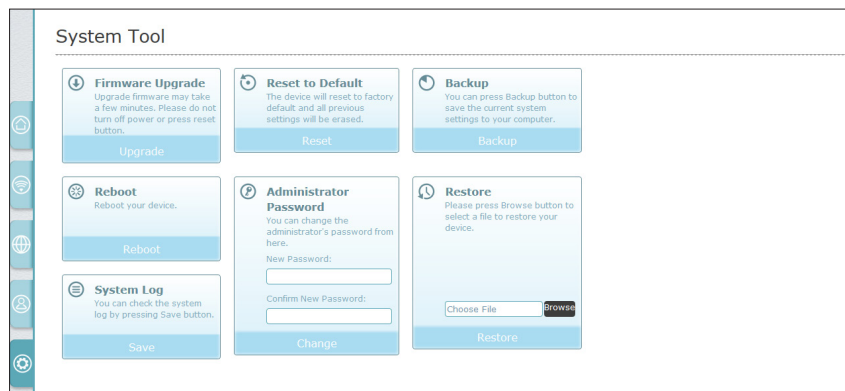 System Tool
Firmware Upgrade
Upgrade firmware may take
a few minutes. Please do not
turn off power or press reset
button.
Upgrade
Reset to Default
The device will reset to factory
default and all previous
settings will be erased.
Reset
Backup
You can press Backup button to
save the current system
settings to your computer.
Backup
Reboot
Reboot your device.
Reboot
Administrator
Password
You can change the
administrator's password from
here.
New Password:
Confirm New Password:
Change
Restore
Please press Browse button to
select a file to restore your
device.
Choose File Browse
Restore
System Log
You can check the system
log by pressing Save button.
Save